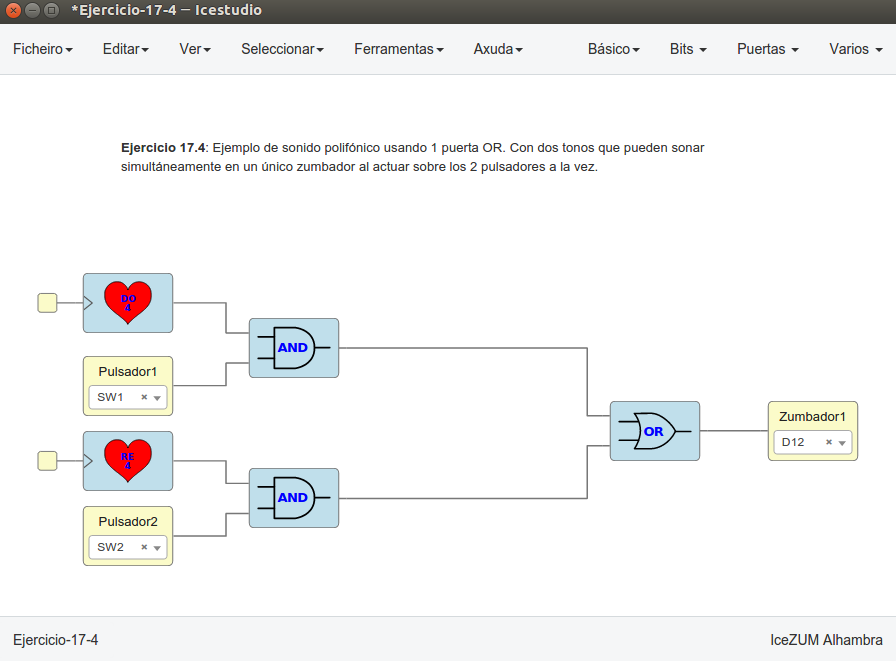 *Ejercicio-17-4 — Icestudio
Ficheiro Editar Ver Seleccionar Ferramentas Axuda Básico Bits Puertas Varios
Ejercicio 17.4: Ejemplo de sonido polifónico usando 1 puerta OR. Con dos tonos que pueden sonar
simultáneamente en un único zumbador al actuar sobre los 2 pulsadores a la vez.
DO
4
AND
Pulsador1
SW1
OR
Zumbador1
D12
RE
4
AND
Pulsador2
SW2
Ejercicio-17-4 IceZUM Alhambra